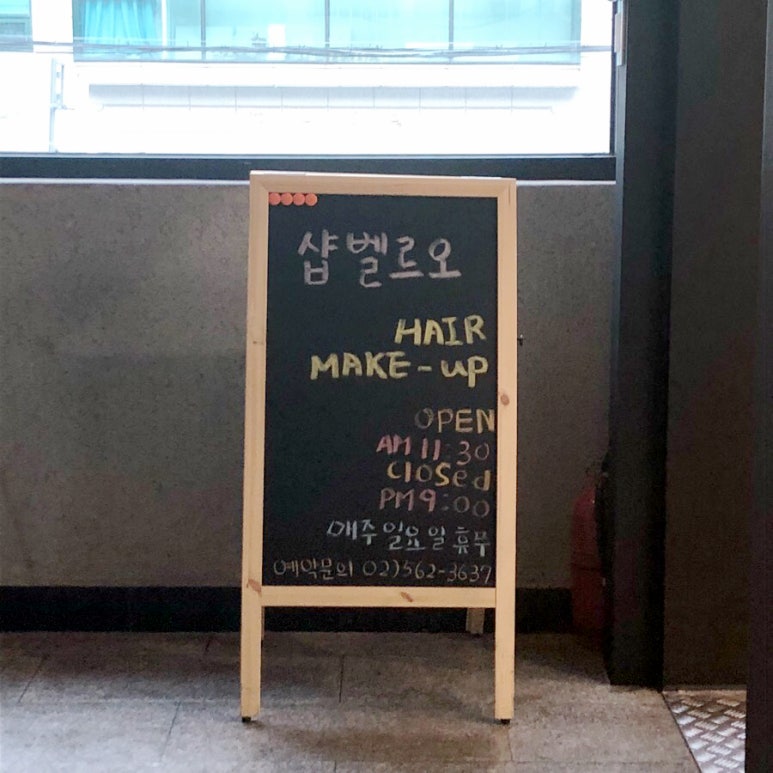 샵벨르오
HAIR
MAKE-up
OPEN
AM 11:30
Closed
PM 9:00
매주 일요일 휴무
예약문의 02)562-3637